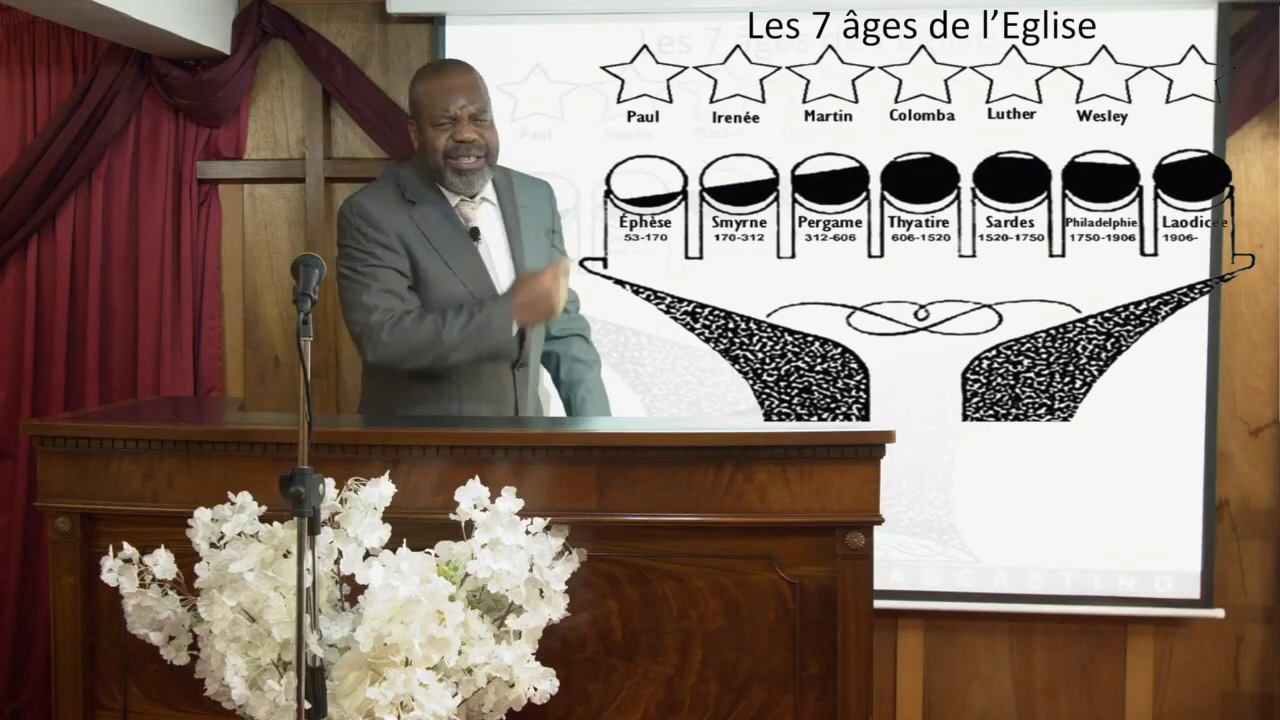 Les 7 âges de l’Eglise
Paul Irenée Martin Colomba Luther Wesley
Éphèse Smyrne Pergame Thyatire Sardes Philadelphie Laodicée
53-170 170-312 312-606 606-1520 1520-1750 1750-1906 1906-